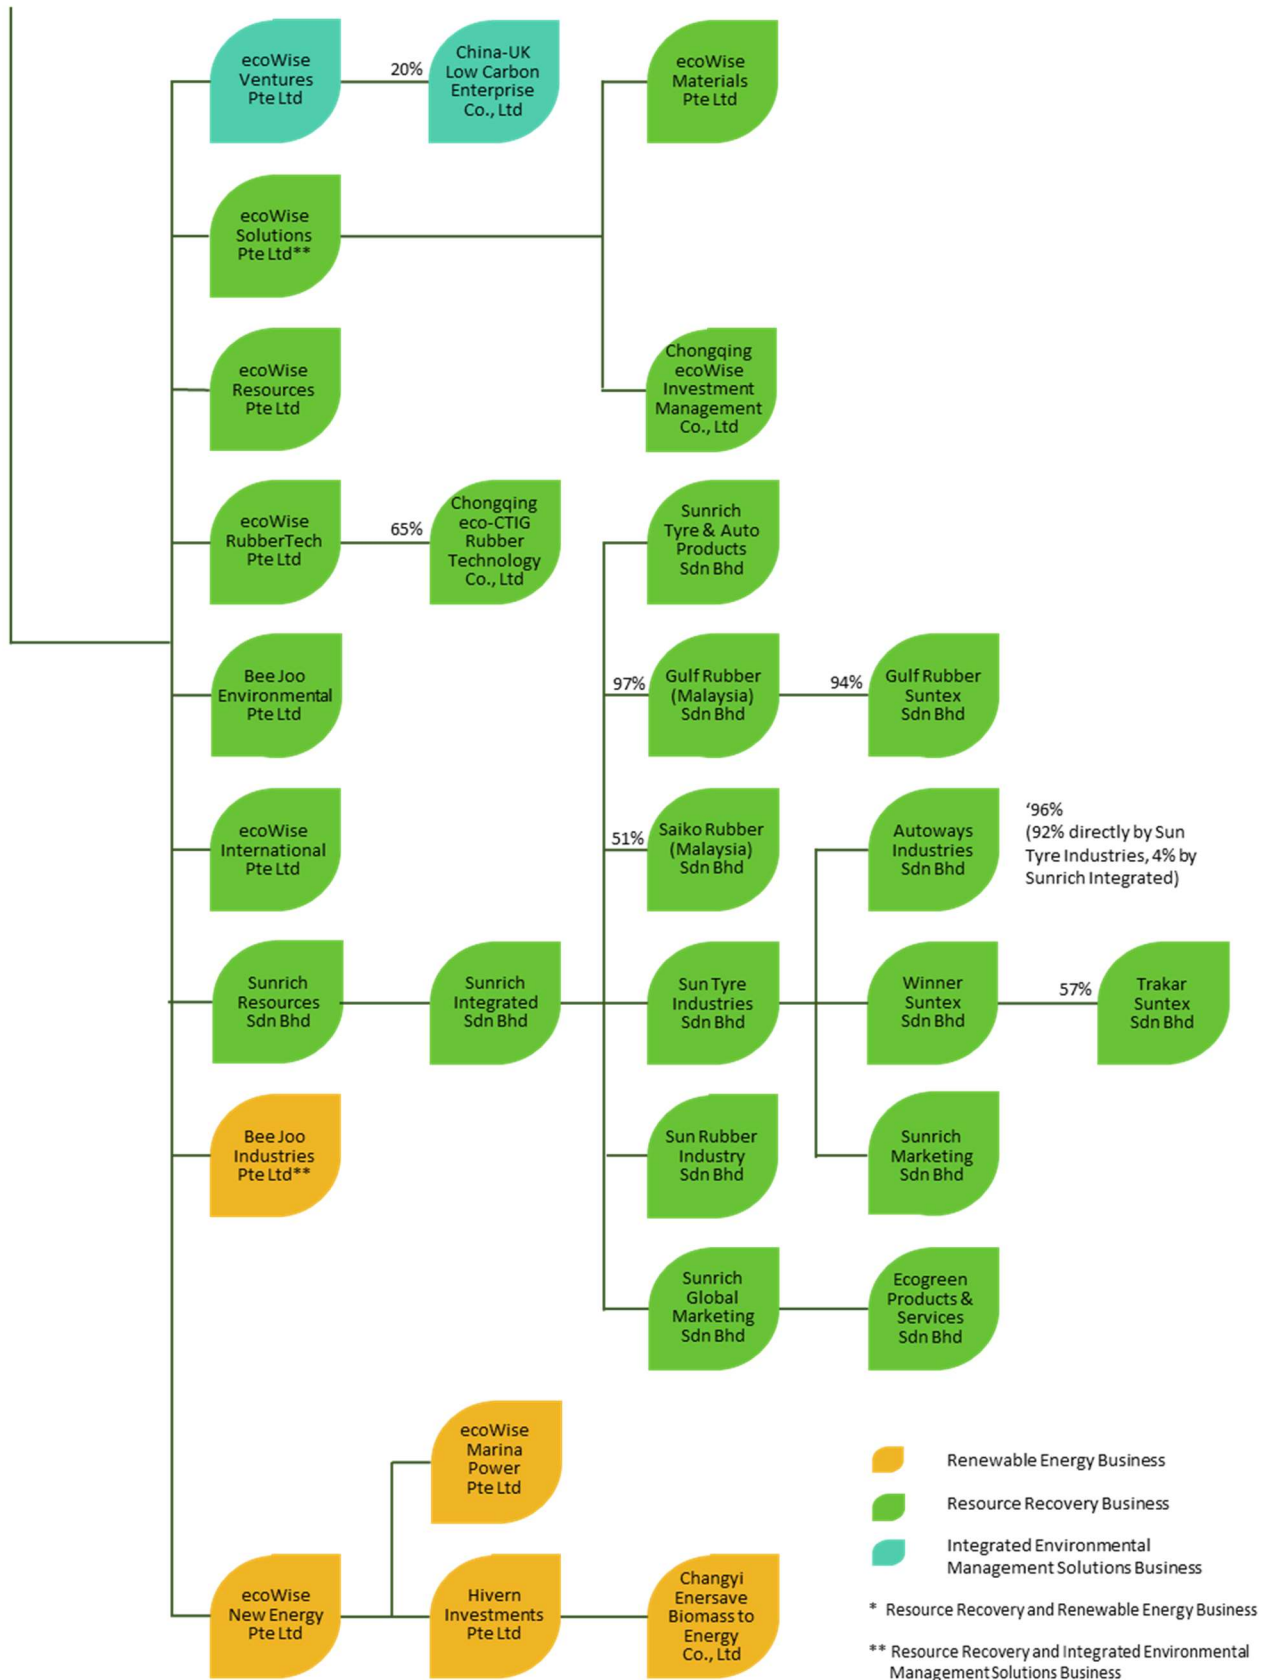 ecoWise
Ventures
Pte Ltd
20%
China-UK
Low Carbon
Enterprise
Co., Ltd
ecoWise
Materials
Pte Ltd
ecoWise
Solutions
Pte Ltd**
ecoWise
Resources
Pte Ltd
Chongqing
ecoWise
Investment
Management
Co., Ltd
ecoWise
RubberTech
Pte Ltd
65%
Chongqing
eco-CTIG
Rubber
Technology
Co., Ltd
Sunrich
Tyre & Auto
Products
Sdn Bhd
Bee Joo
Environmental
Pte Ltd
97%
Gulf Rubber
(Malaysia)
Sdn Bhd
94%
Gulf Rubber
Suntex
Sdn Bhd
ecoWise
International
Pte Ltd
51%
Saiko Rubber
(Malaysia)
Sdn Bhd
Autoways
Industries
Sdn Bhd
‘96%
(92% directly by Sun
Tyre Industries, 4% by
Sunrich Integrated)
Sunrich
Resources
Sdn Bhd
Sunrich
Integrated
Sdn Bhd
Sun Tyre
Industries
Sdn Bhd
Winner
Suntex
Sdn Bhd
57%
Trakar
Suntex
Sdn Bhd
Bee Joo
Industries
Pte Ltd**
Sun Rubber
Industry
Sdn Bhd
Sunrich
Marketing
Sdn Bhd
Sunrich
Global
Marketing
Sdn Bhd
Ecogreen
Products &
Services
Sdn Bhd
ecoWise
Marina
Power
Pte Ltd
ecoWise
New Energy
Pte Ltd
Hivern
Investments
Pte Ltd
Changyi
Enersave
Biomass to
Energy
Co., Ltd
Renewable Energy Business
Resource Recovery Business
Integrated Environmental
Management Solutions Business
* Resource Recovery and Renewable Energy Business
** Resource Recovery and Integrated Environmental
Management Solutions Business